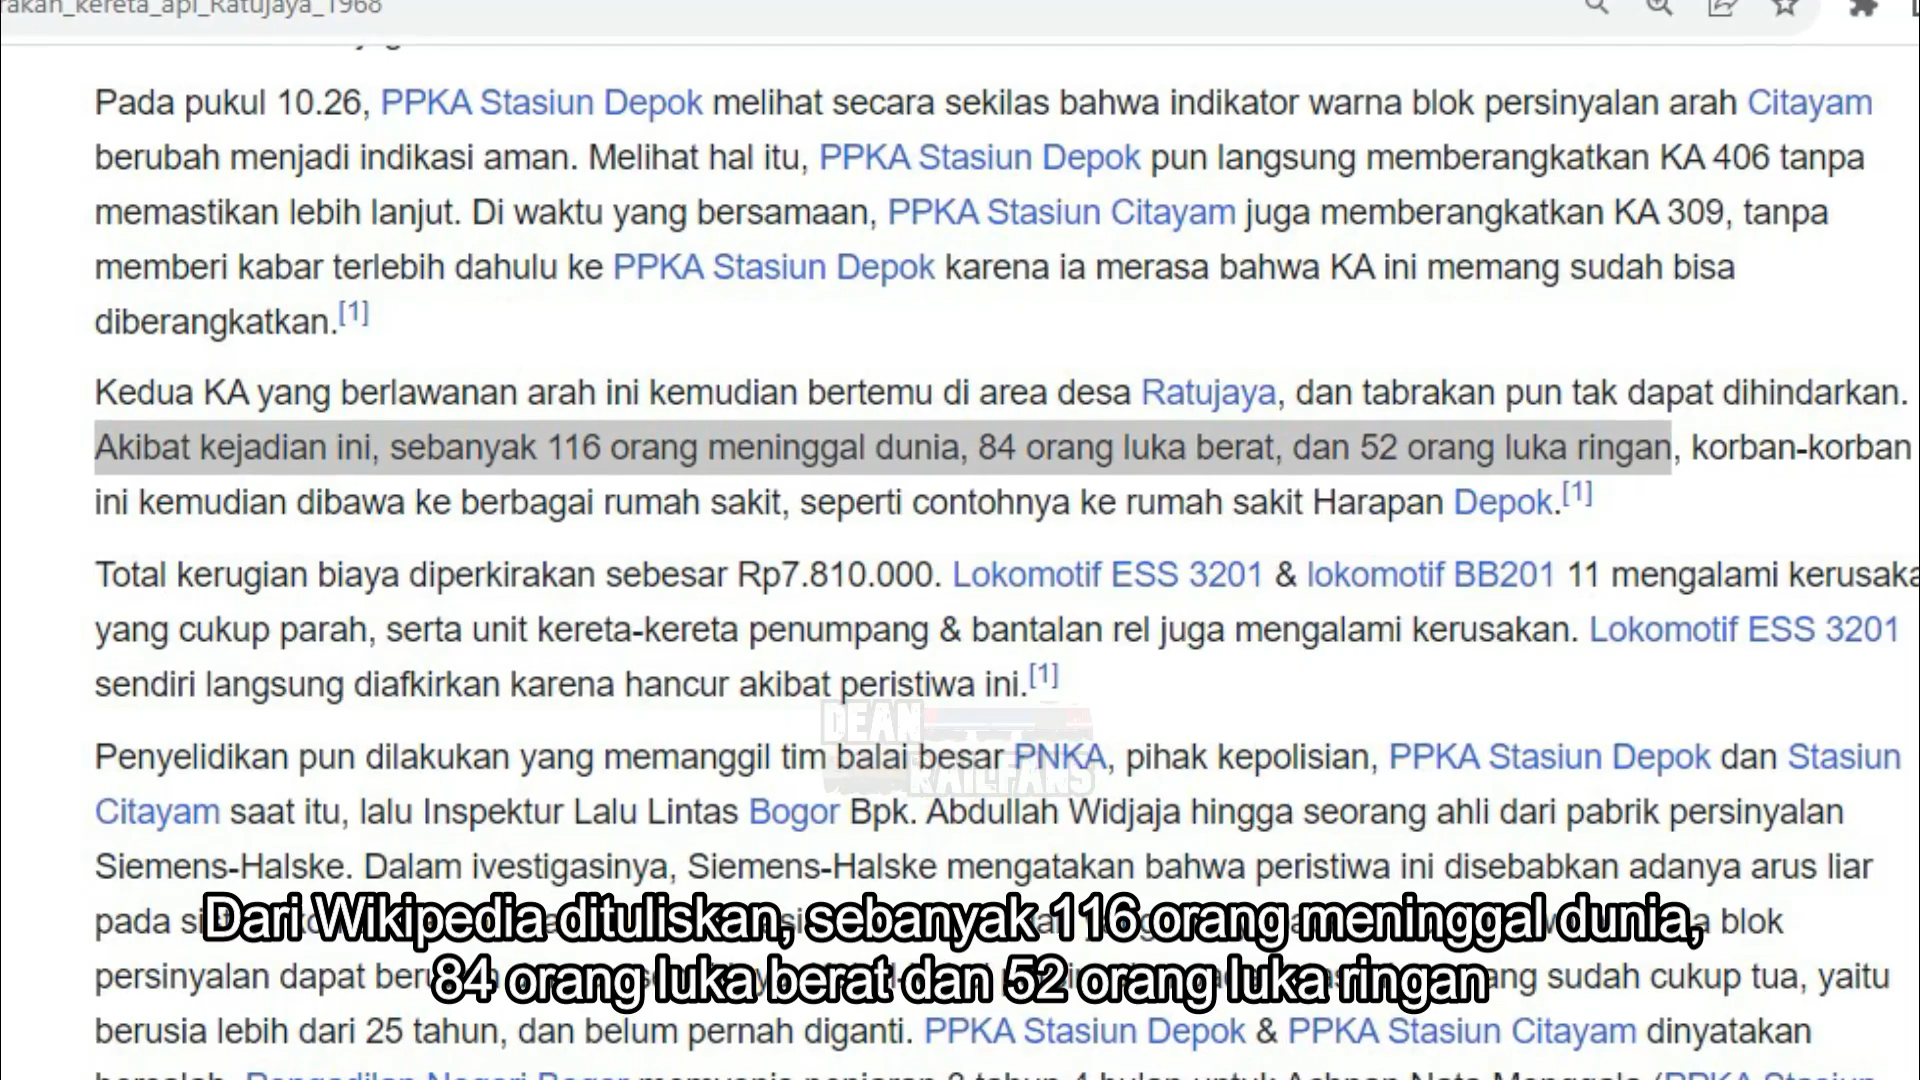 rakan_kereta_api_Ratujaya_1968
Pada pukul 10.26, PPKA Stasiun Depok melihat secara sekilas bahwa indikator warna blok persinyalan arah Citayam
berubah menjadi indikasi aman. Melihat hal itu, PPKA Stasiun Depok pun langsung memberangkatkan KA 406 tanpa
memastikan lebih lanjut. Di waktu yang bersamaan, PPKA Stasiun Citayam juga memberangkatkan KA 309, tanpa
memberi kabar terlebih dahulu ke PPKA Stasiun Depok karena ia merasa bahwa KA ini memang sudah bisa
diberangkatkan.[1]
Kedua KA yang berlawanan arah ini kemudian bertemu di area desa Ratujaya, dan tabrakan pun tak dapat dihindarkan.
Akibat kejadian ini, sebanyak 116 orang meninggal dunia, 84 orang luka berat, dan 52 orang luka ringan, korban-korban
ini kemudian dibawa ke berbagai rumah sakit, seperti contohnya ke rumah sakit Harapan Depok.[1]
Total kerugian biaya diperkirakan sebesar Rp7.810.000. Lokomotif ESS 3201 & lokomotif BB201 11 mengalami kerusaka
yang cukup parah, serta unit kereta-kereta penumpang & bantalan rel juga mengalami kerusakan. Lokomotif ESS 3201
sendiri langsung diafkirkan karena hancur akibat peristiwa ini.[1]
DEAN
RAILFANS
Penyelidikan pun dilakukan yang memanggil tim balai besar PNKA, pihak kepolisian, PPKA Stasiun Depok dan Stasiun
Citayam saat itu, lalu Inspektur Lalu Lintas Bogor Bpk. Abdullah Widjaja hingga seorang ahli dari pabrik persinyalan
Siemens-Halske. Dalam ivestigasinya, Siemens-Halske mengatakan bahwa peristiwa ini disebabkan adanya arus liar
pada blok
Dari Wikipedia dituliskan, sebanyak 116 orang meninggal dunia,
persinyalan dapat sudah cukup tua, yaitu
84 orang luka berat dan 52 orang luka ringan
berusia lebih dari 25 tahun, dan belum pernah diganti. PPKA Stasiun Depok & PPKA Stasiun Citayam dinyatakan